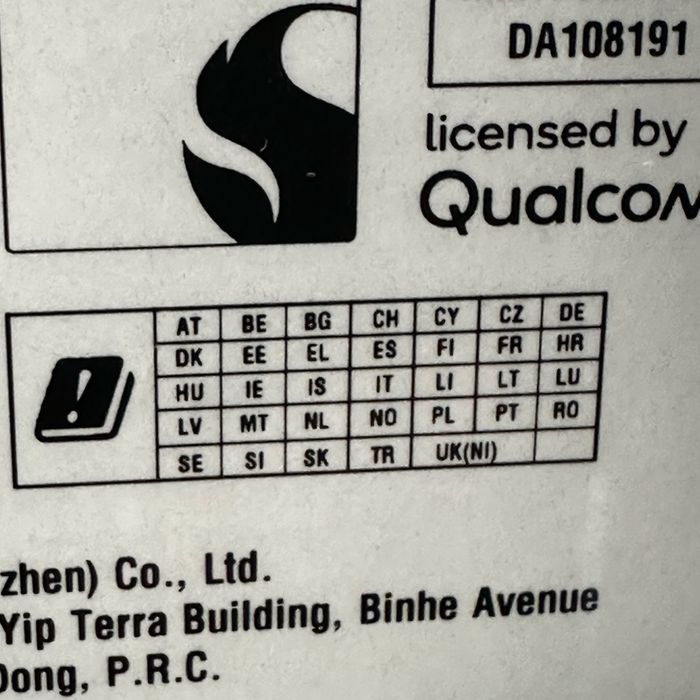 DA108191
licensed by
AT BE BG CH CY CZ DE
DK EE EL ES FI FR HR
HU IE IS IT LI LT LU
LV MT NL NO PL PT RO
SE SI SK TR UK(NI)
zhen) Co., Ltd.
Yip Terra Building, Binhe Avenue
P.R.C.